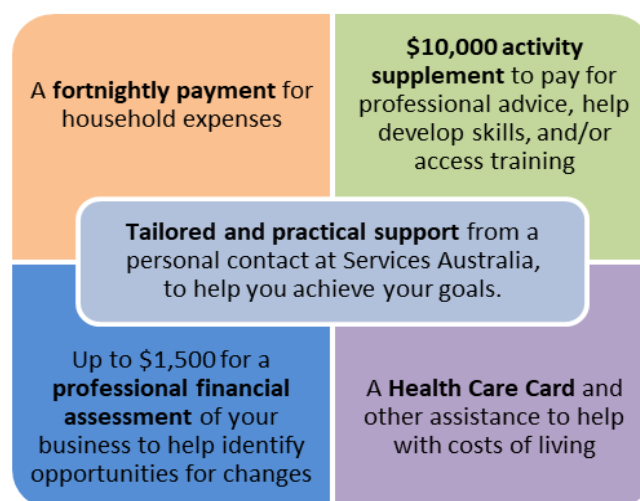 A fortnightly payment for
household expenses
$10,000 activity
supplement to pay for
professional advice, help
develop skills, and/or
access training
Tailored and practical support from a
personal contact at Services Australia,
to help you achieve your goals.
Up to $1,500 for a
professional financial
assessment of your
business to help identify
opportunities for changes
A Health Care Card and
other assistance to help
with costs of living